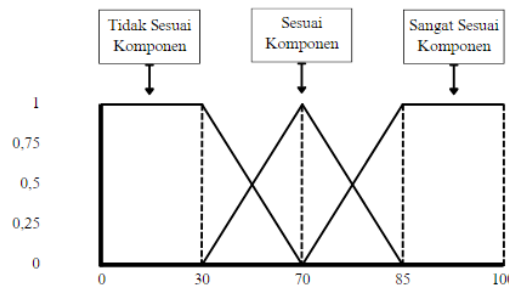 Tidak Sesuai
Komponen
Sesuai
Komponen
Sangat Sesuai
Komponen
1
0,75
0,5
0,25
0
0 30 70 85 100